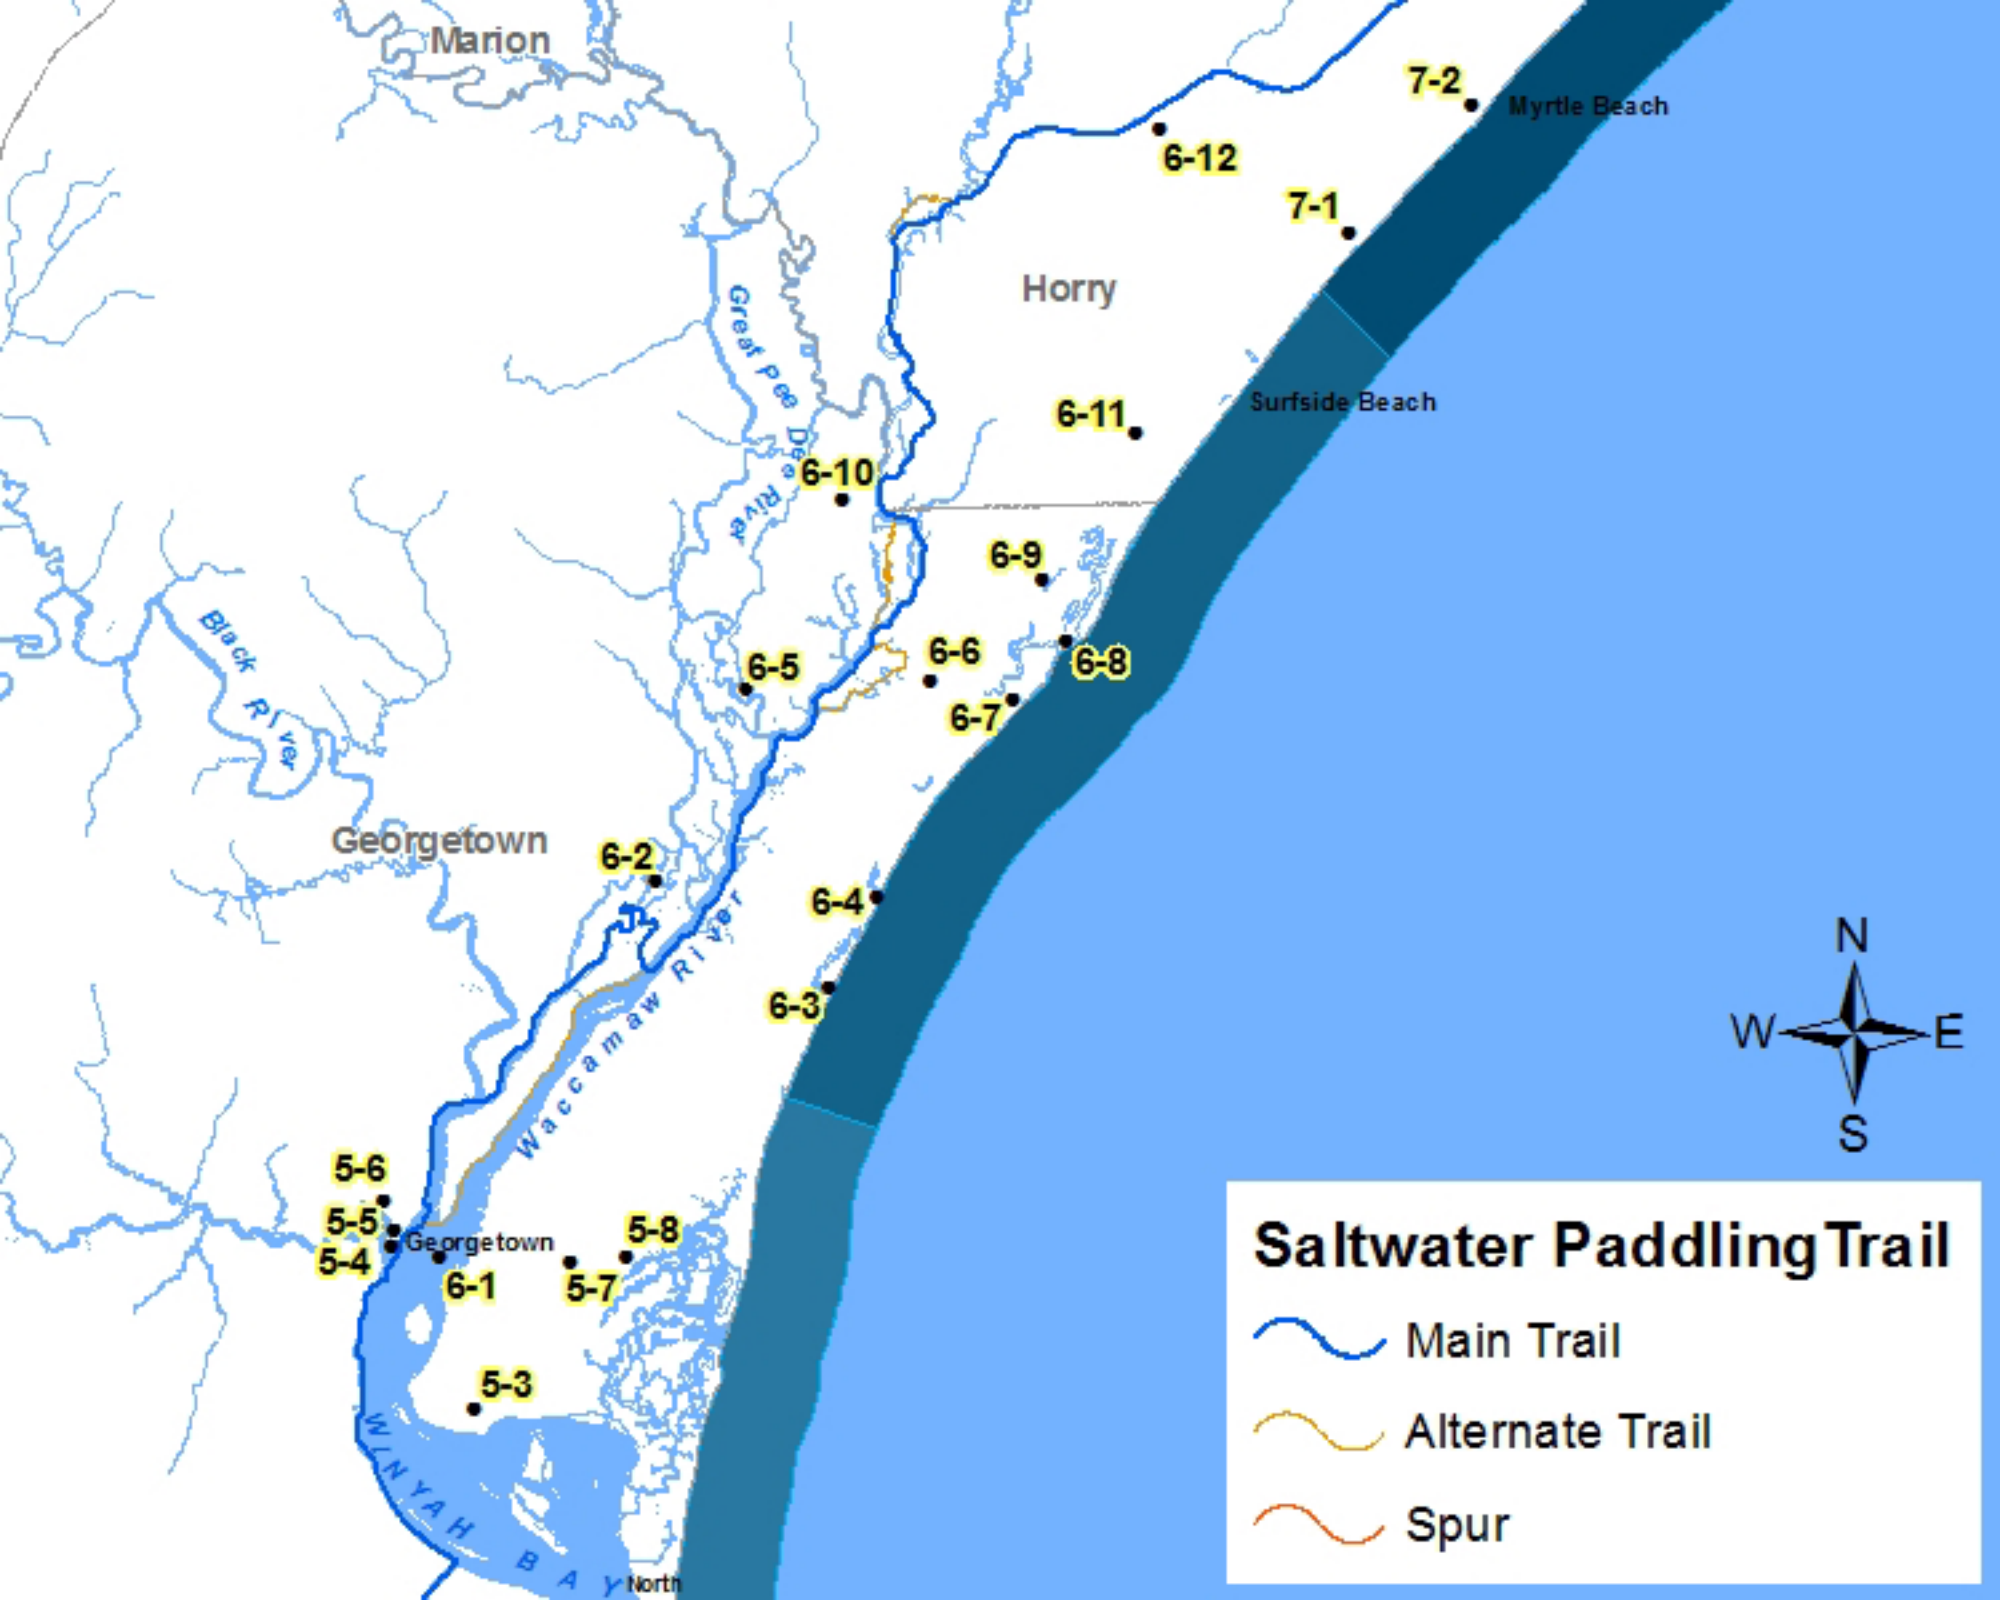 Marion
7-2
Myrtle Beach
6-12
7-1
Horry
Great Pee Dee River
Surfside Beach
6-11
6-10
6-9
Black River
6-6
6-8
6-5
6-7
Georgetown
6-2
6-4
Waccamaw River
6-3
N
W E
S
5-6
5-5
5-4
Georgetown
5-8
6-1
5-7
5-3
WINYAH BAY
North
Saltwater Paddling Trail
Main Trail
Alternate Trail
Spur